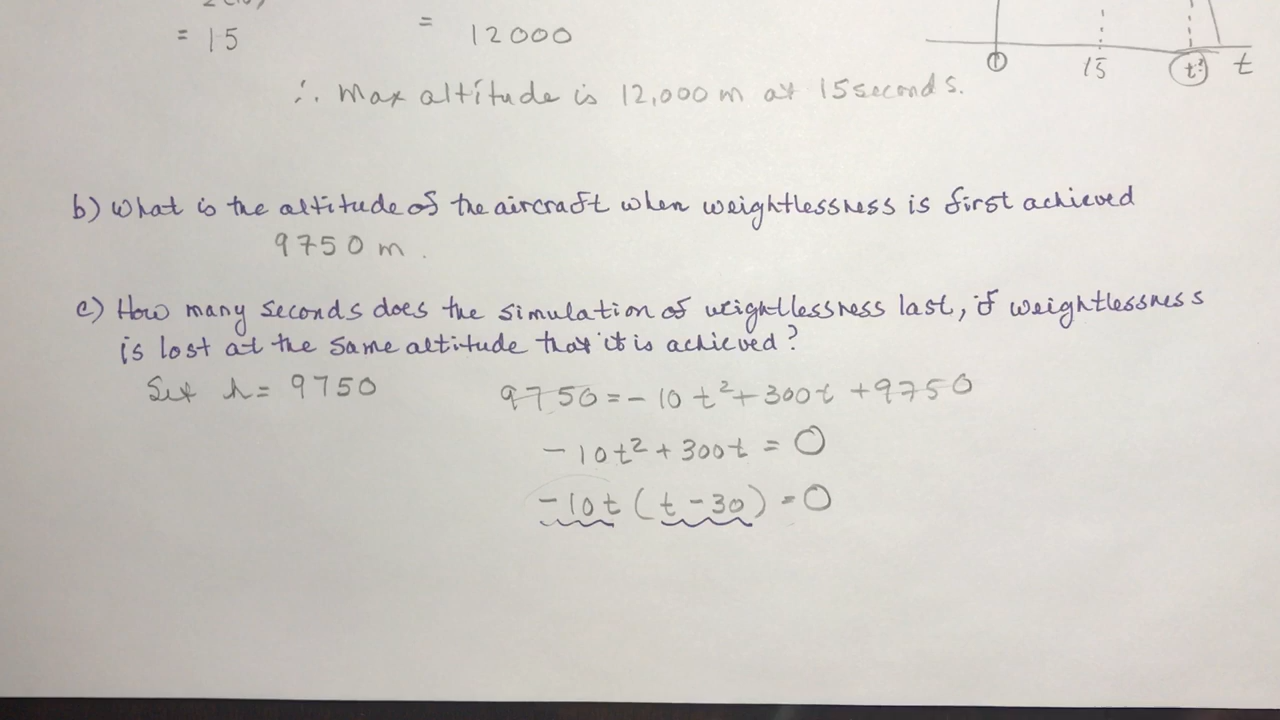 = 15
= 12000
15 t
∴ Max altitude is 12,000 m at 15 seconds.
b) What is the altitude of the aircraft when weightlessness is first achieved
9750 m.
c) How many seconds does the simulation of weightlessness last, if weightlessness
is lost at the same altitude that it is achieved?
Set h = 9750 9750 = - 10 t² + 300t + 9750
- 10t² + 300t = 0
- 10t (t - 30) = 0